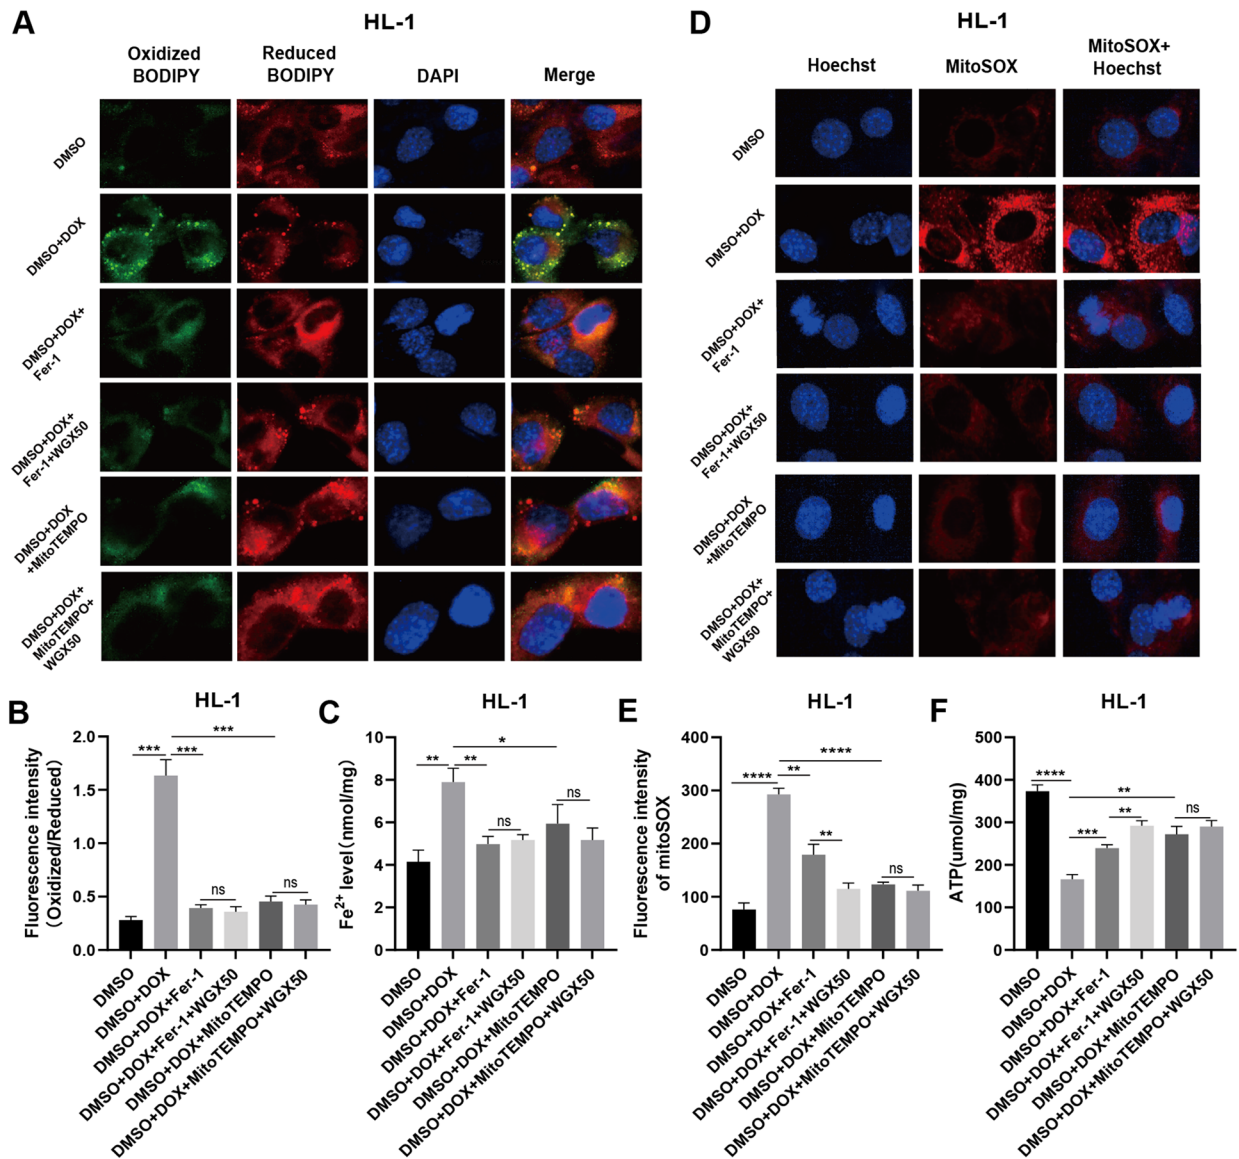 A
HL-1
Oxidized
BODIPY
Reduced
BODIPY
DAPI
Merge
DMSO
DMSO+DOX
DMSO+DOX+
Fer-1
DMSO+DOX+
Fer-1+WGX50
DMSO+DOX
+MitoTEMPO
DMSO+DOX+
MitoTEMPO+
WGX50
D
HL-1
Hoechst
MitoSOX
MitoSOX+
Hoechst
DMSO
DMSO+DOX
DMSO+DOX+
Fer-1
DMSO+DOX+
Fer-1+WGX50
DMSO+DOX
+MitoTEMPO
DMSO+DOX+
MitoTEMPO+
WGX50
B
HL-1
Fluorescence intensity
(Oxidized/Reduced)
2.0
1.5
1.0
0.5
0.0
***
***
***
ns
ns
DMSO
DMSO+DOX
DMSO+DOX+Fer-1
DMSO+DOX+Fer-1+WGX50
DMSO+DOX+MitoTEMPO
DMSO+DOX+MitoTEMPO+WGX50
C
HL-1
Fe2+ level(nmol/mg)
10
8
6
4
2
0
**
**
*
ns
ns
DMSO
DMSO+DOX
DMSO+DOX+Fer-1
DMSO+DOX+Fer-1+WGX50
DMSO+DOX+MitoTEMPO
DMSO+DOX+MitoTEMPO+WGX50
E
HL-1
Fluorescence intensity
of mitoSOX
400
300
200
100
0
****
**
****
**
ns
DMSO
DMSO+DOX
DMSO+DOX+Fer-1
DMSO+DOX+Fer-1+WGX50
DMSO+DOX+MitoTEMPO
DMSO+DOX+MitoTEMPO+WGX50
F
HL-1
ATP(umol/mg)
500
400
300
200
100
0
****
***
**
**
ns
DMSO
DMSO+DOX
DMSO+DOX+Fer-1
DMSO+DOX+Fer-1+WGX50
DMSO+DOX+MitoTEMPO
DMSO+DOX+MitoTEMPO+WGX50